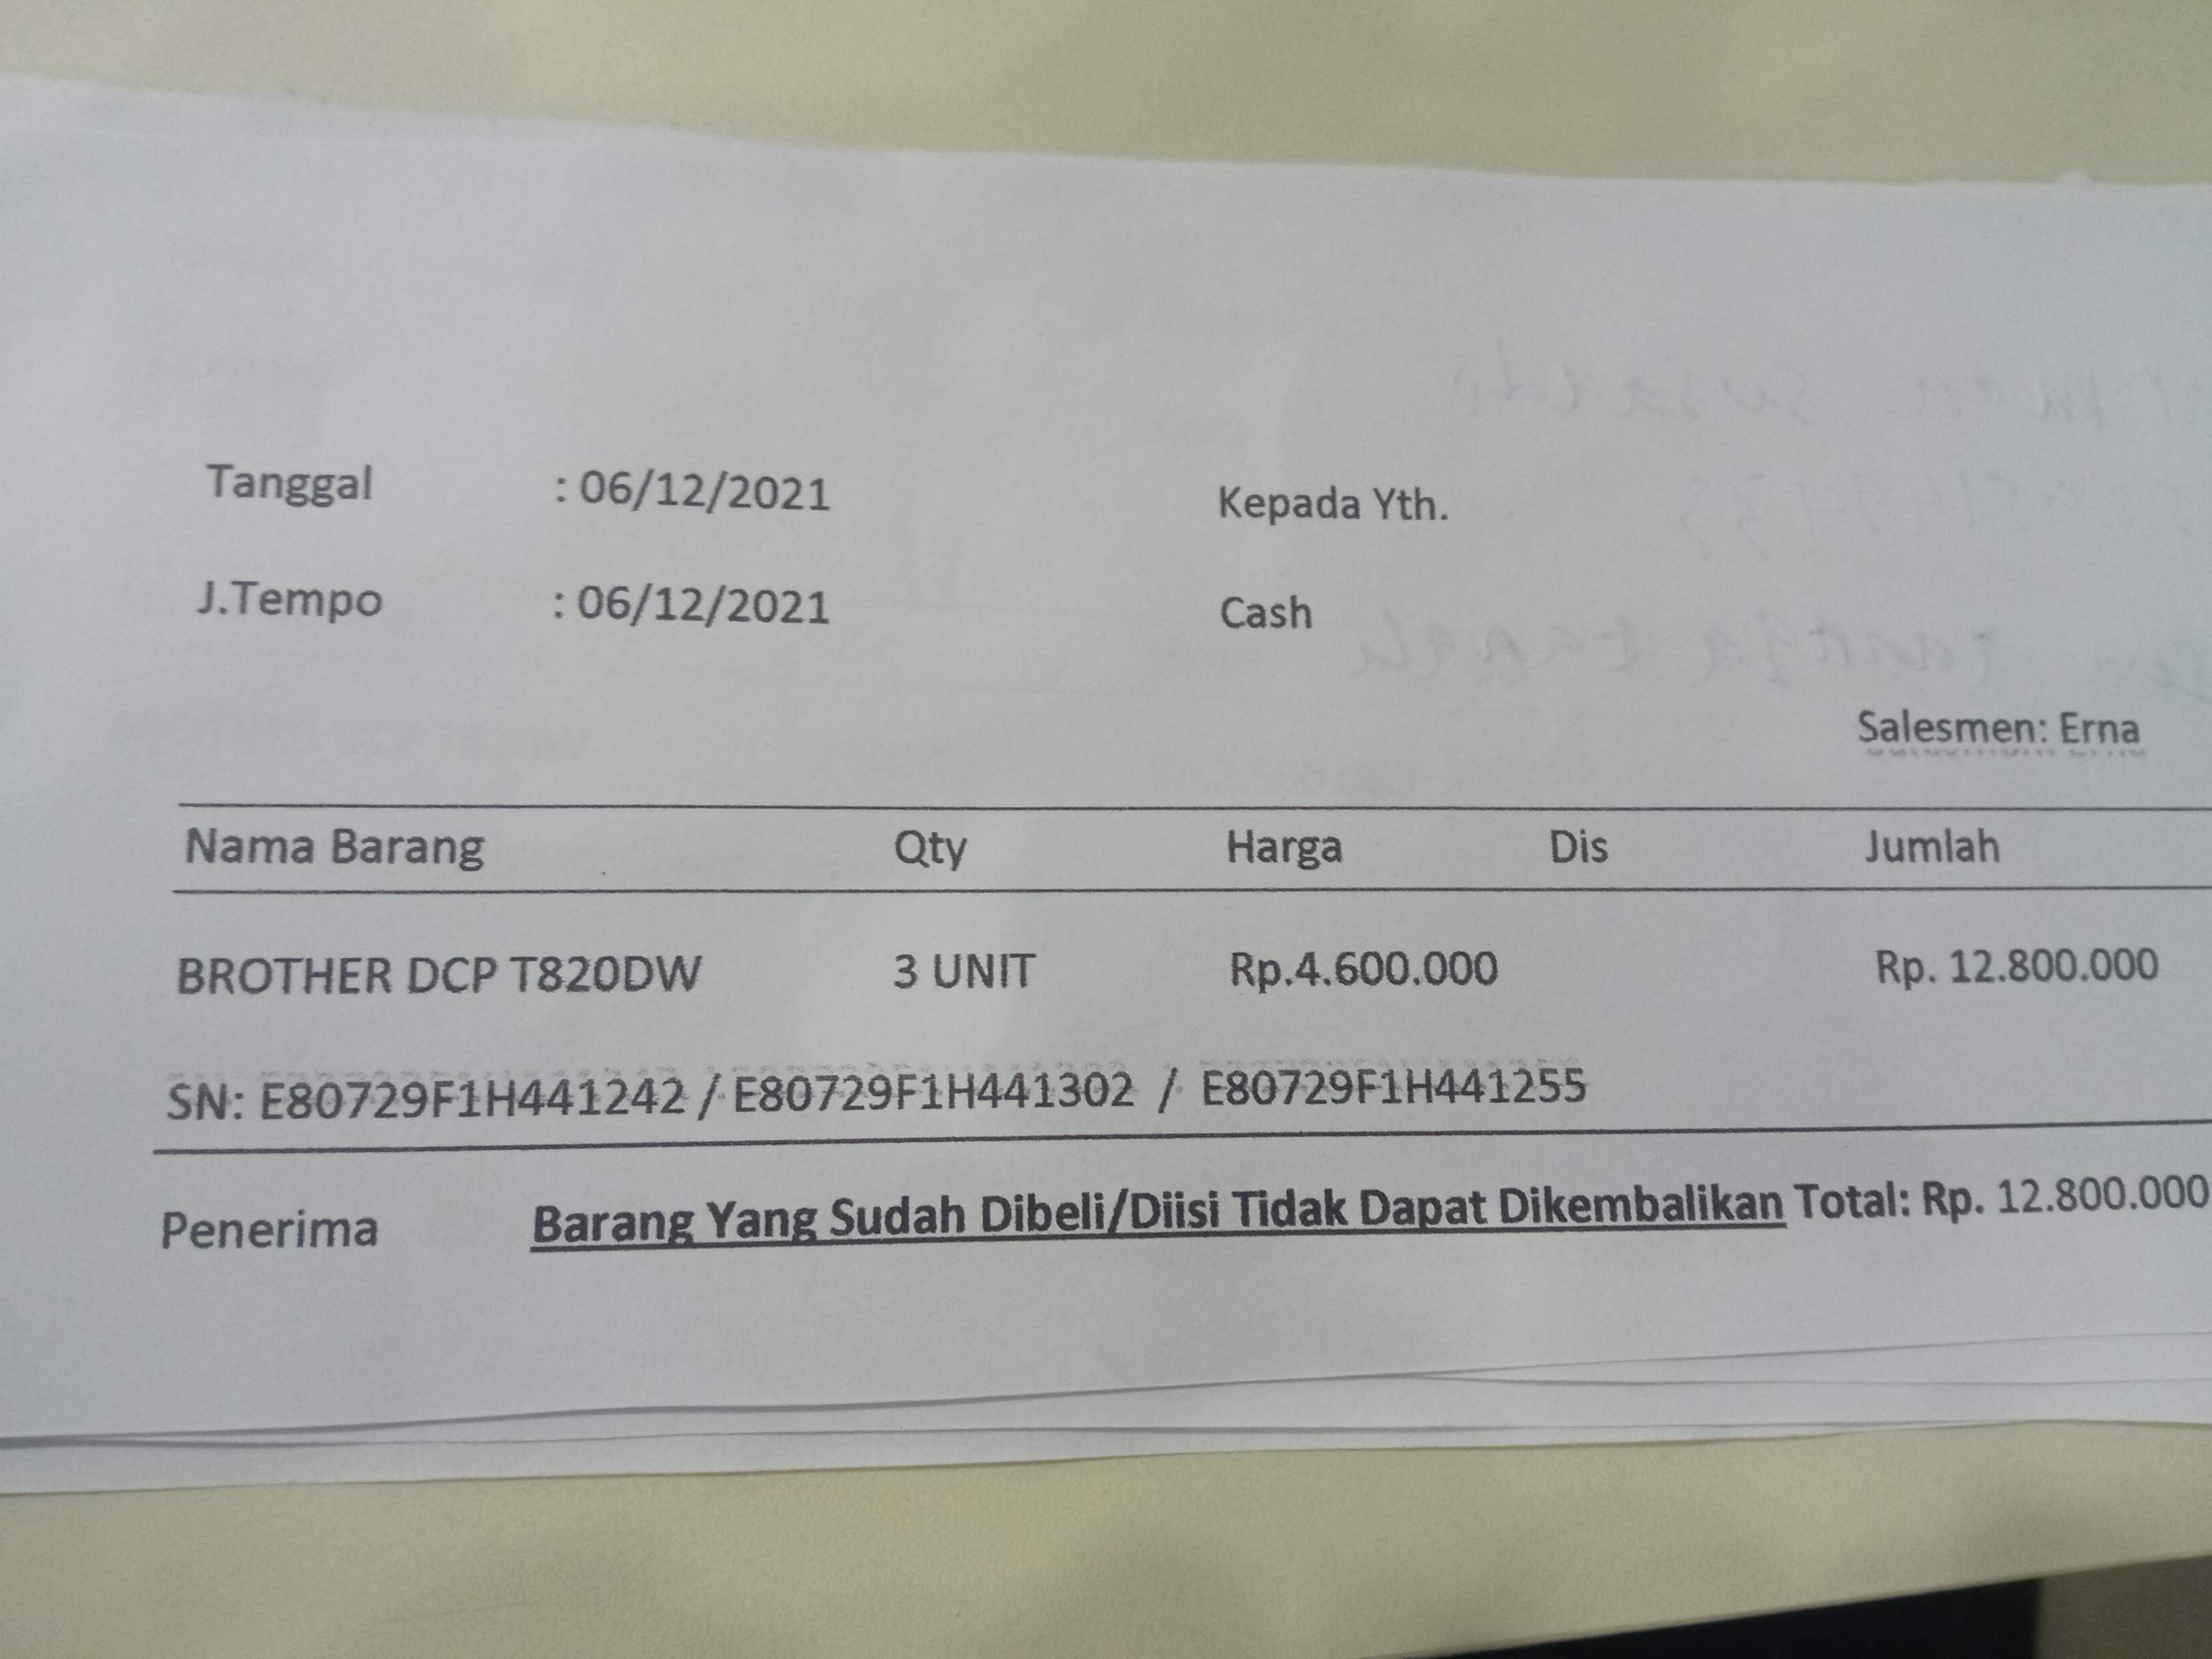 Tanggal : 06/12/2021 Kepada Yth.
J.Tempo : 06/12/2021 Cash
Salesmen: Erna
Nama Barang Qty Harga Dis Jumlah
BROTHER DCP T820DW 3 UNIT Rp.4.600.000 Rp. 12.800.000
SN: E80729F1H441242 / E80729F1H441302 / E80729F1H441255
Penerima Barang Yang Sudah Dibeli/Diisi Tidak Dapat Dikembalikan Total: Rp. 12.800.000